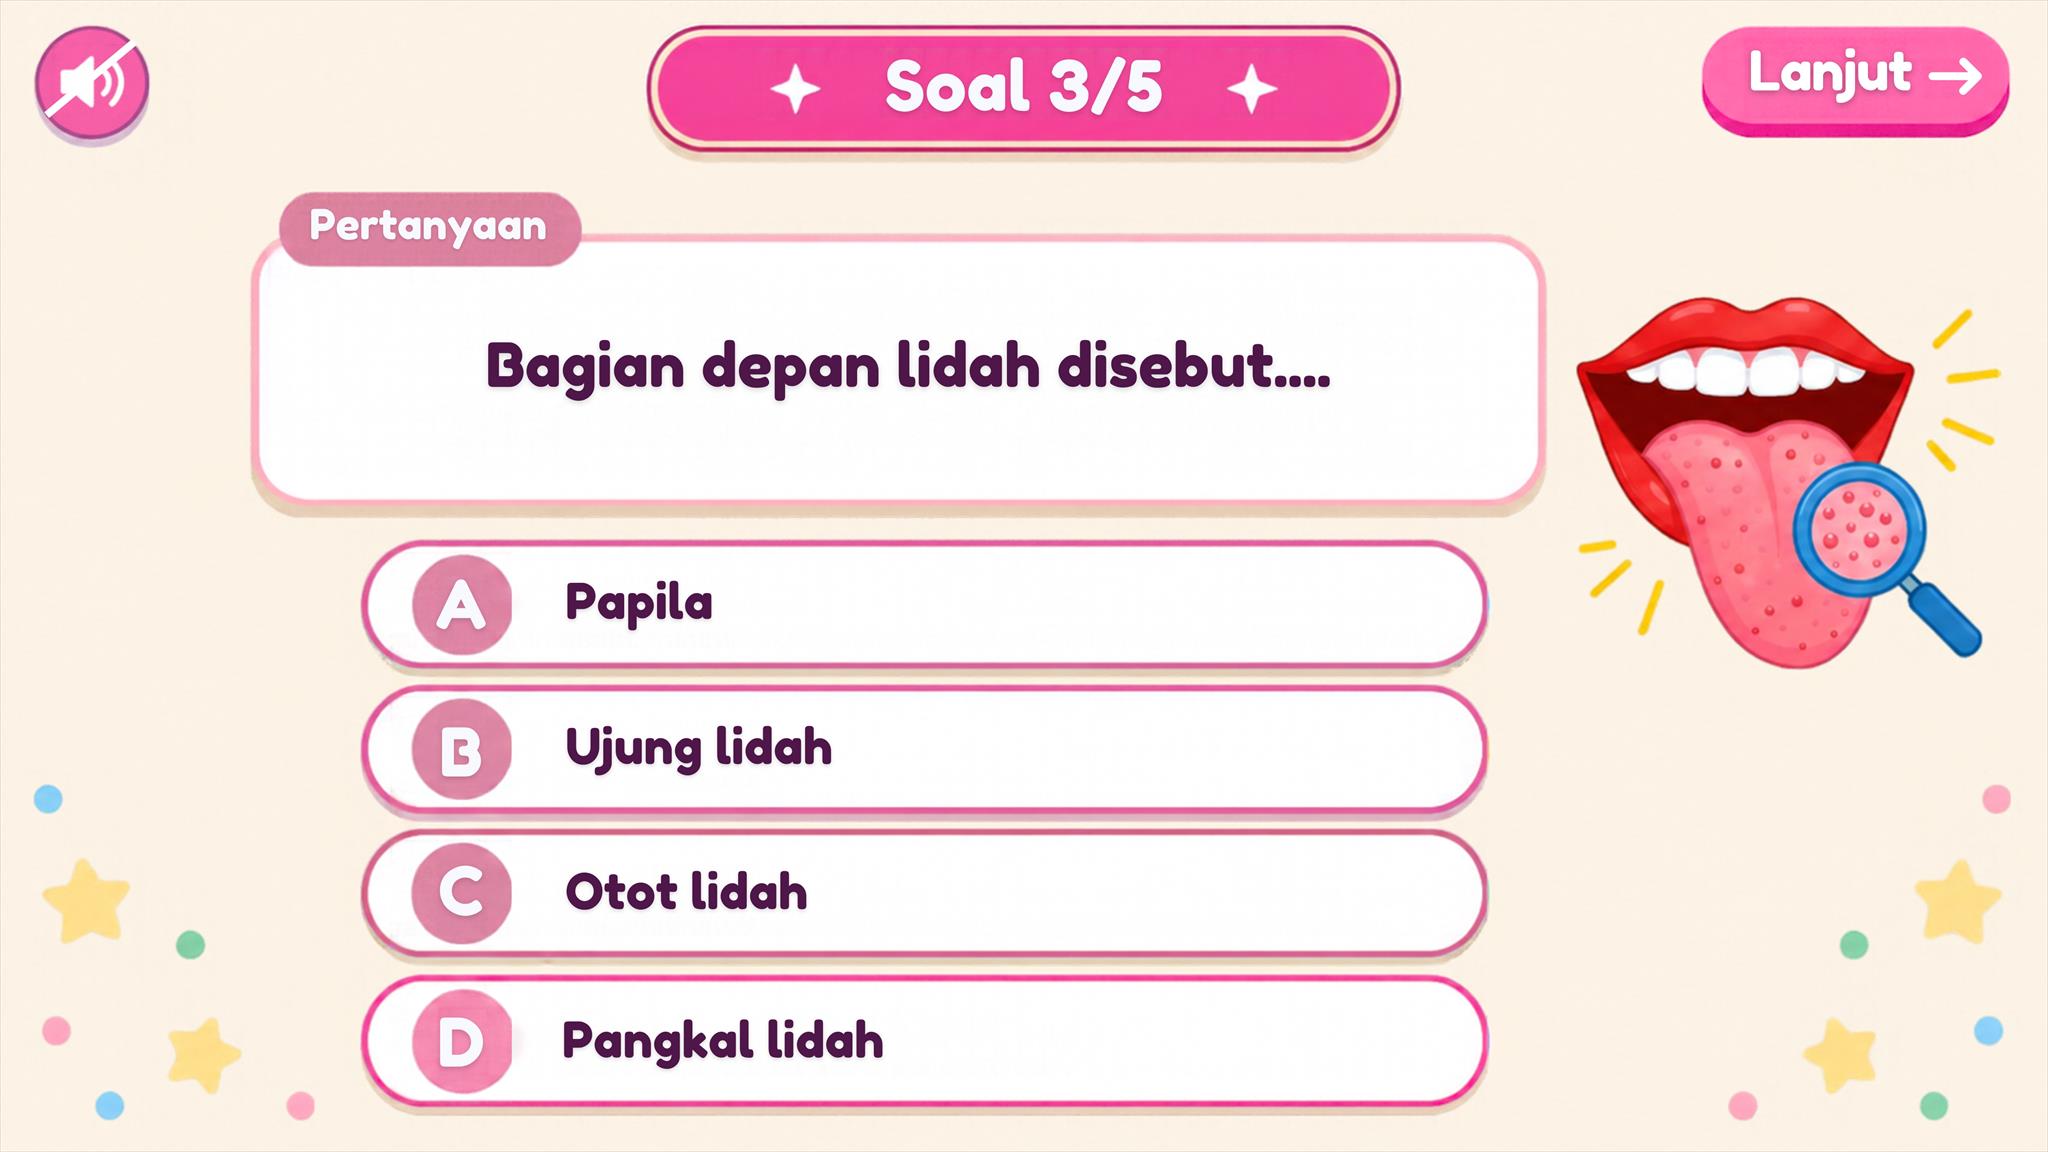 Soal 3/5
Lanjut →
Pertanyaan
Bagian depan lidah disebut....
A Papila
B Ujung lidah
C Otot lidah
D Pangkal lidah